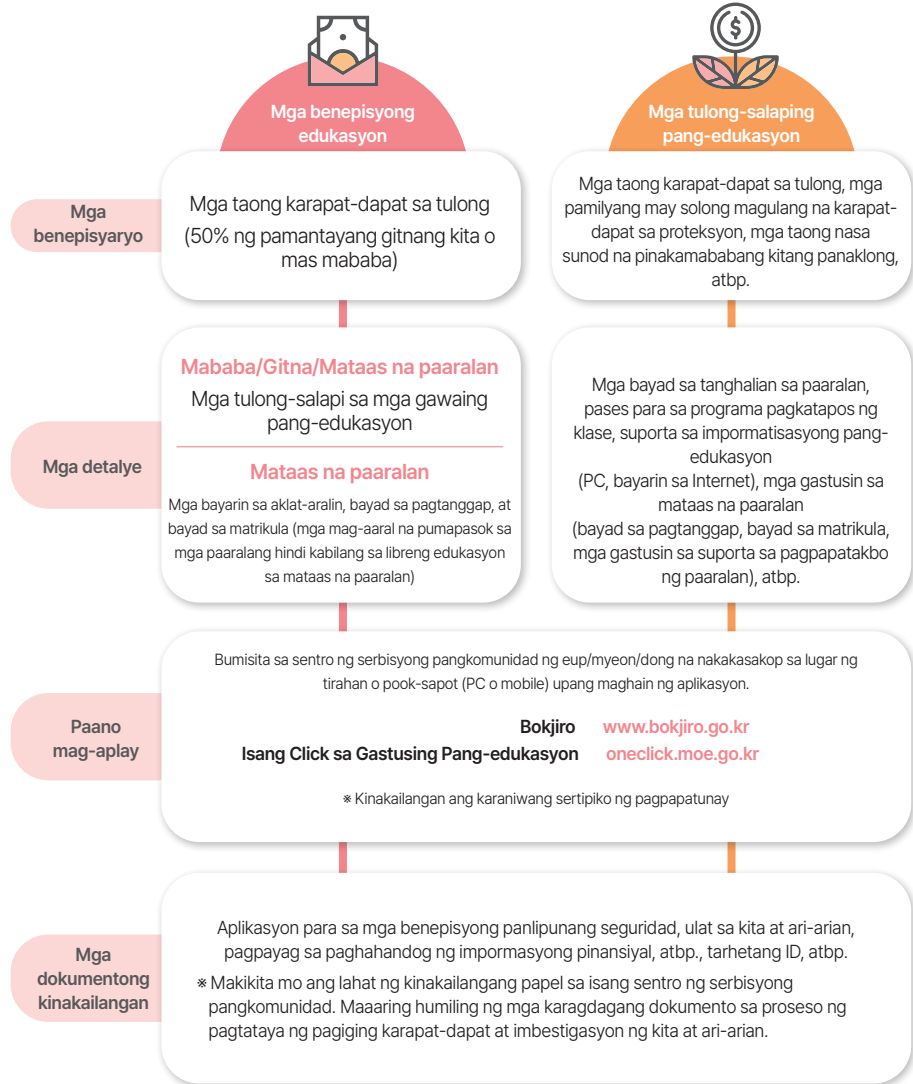 Mga benepisyong
edukasyon
Mga tulong-salaping
pang-edukasyon
Mga
benepisyaryo
Mga taong karapat-dapat sa tulong
(50% ng pamantayang gitnang kita o
mas mababa)
Mga taong karapat-dapat sa tulong, mga
pamilyang may solong magulang na karapat-
dapat sa proteksyon, mga taong nasa
sunod na pinakamababang kitang panaklong,
atbp.
Mga detalye
Mababa/Gitna/Mataas na paaralan
Mga tulong-salapi sa mga gawaing
pang-edukasyon
Mataas na paaralan
Mga bayarin sa aklat-aralin, bayad sa pagtanggap, at
bayad sa matrikula (mga mag-aaral na pumapasok sa
mga paaralang hindi kabilang sa libreng edukasyon
sa mataas na paaralan)
Mga bayad sa tanghalian sa paaralan,
pases para sa programa pagkatapos ng
klase, suporta sa impormatisasyong pang-
edukasyon
(PC, bayarin sa Internet), mga gastusin sa
mataas na paaralan
(bayad sa pagtanggap, bayad sa matrikula,
mga gastusin sa suporta sa pagpapatakbo
ng paaralan), atbp.
Paano
mag-aplay
Bumisita sa sentro ng serbisyong pangkomunidad ng eup/myeon/dong na nakakasakop sa lugar ng
tirahan o pook-sapot (PC o mobile) upang maghain ng aplikasyon.
Bokjiro www.bokjiro.go.kr
Isang Click sa Gastusing Pang-edukasyon oneclick.moe.go.kr
※ Kinakailangan ang karaniwang sertipiko ng pagpapatunay
Mga
dokumentong
kinakailangan
Aplikasyon para sa mga benepisyong panlipunang seguridad, ulat sa kita at ari-arian,
pagpayag sa paghahandog ng impormasyong pinansiyal, atbp., tarhetang ID, atbp.
※ Makikita mo ang lahat ng kinakailangang papel sa isang sentro ng serbisyong
pangkomunidad. Maaaring humiling ng mga karagdagang dokumento sa proseso ng
pagtataya ng pagiging karapat-dapat at imbestigasyon ng kita at ari-arian.